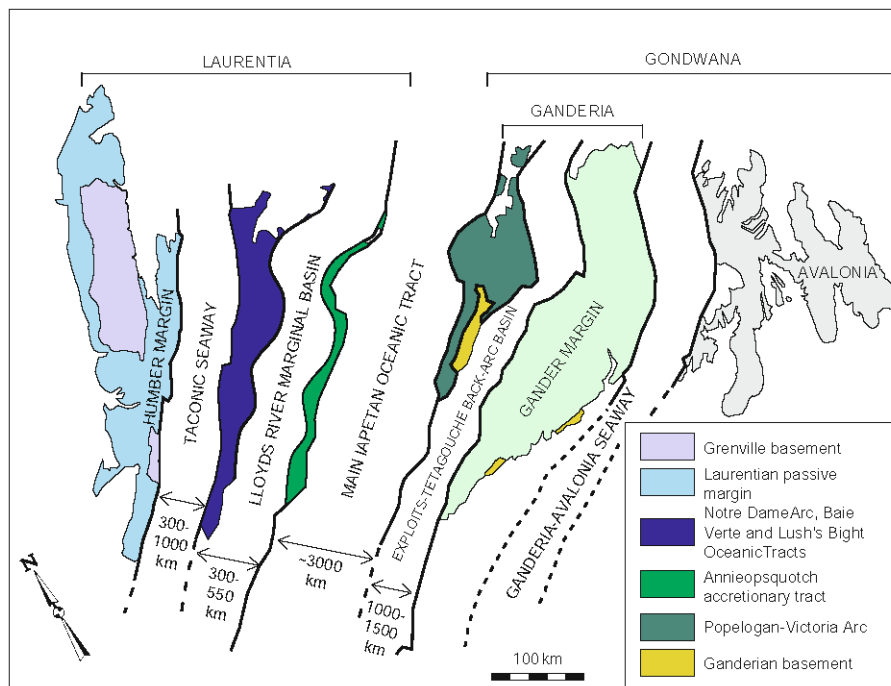 LAURENTIA
GONDWANA
GANDERIA
AVALONIA
HUMBER MARGIN
TACONIC SEAWAY
LLOYDS RIVER MARGINAL BASIN
MAIN IAPETAN OCEANIC TRACT
EXPLOITS-TETAGOUCHE BACK-ARC BASIN
GANDER MARGIN
GANDERIA-AVALONIA SEAWAY
300-
1000
km
300-
550
km
~3000
km
1000-
1500
km
N
100 km
Grenville basement
Laurentian passive
margin
Notre DameArc, Baie
Verte and Lush's Bight
OceanicTracts
Annieopsquotch
accretionary tract
Popelogan-Victoria Arc
Ganderian basement